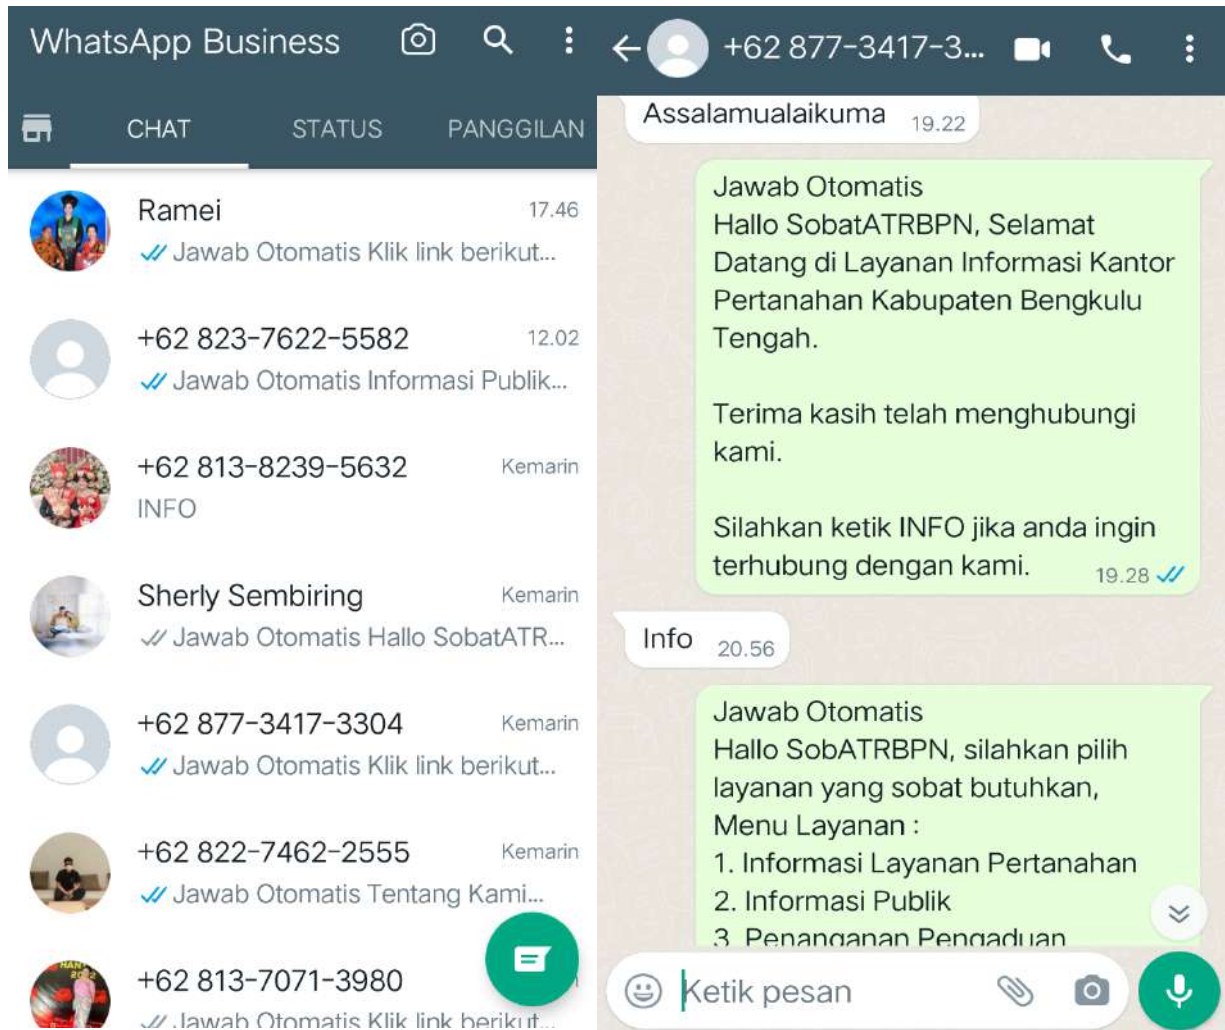 WhatsApp Business
CHAT STATUS PANGGILAN
Ramei 17.46
Jawab Otomatis Klik link berikut...
+62 823-7622-5582 12.02
Jawab Otomatis Informasi Publik...
+62 813-8239-5632 Kemarin
INFO
Sherly Sembiring Kemarin
Jawab Otomatis Hallo SobatATR...
+62 877-3417-3304 Kemarin
Jawab Otomatis Klik link berikut...
+62 822-7462-2555 Kemarin
Jawab Otomatis Tentang Kami...
+62 813-7071-3980
Jawab Otomatis Klik link berikut...
+62 877-3417-3...
Assalamualaikuma 19.22
Jawab Otomatis
Hallo SobatATRBPN, Selamat
Datang di Layanan Informasi Kantor
Pertanahan Kabupaten Bengkulu
Tengah.
Terima kasih telah menghubungi
kami.
Silahkan ketik INFO jika anda ingin
terhubung dengan kami. 19.28
Info 20.56
Jawab Otomatis
Hallo SobATRBPN, silahkan pilih
layanan yang sobat butuhkan,
Menu Layanan :
1. Informasi Layanan Pertanahan
2. Informasi Publik
3. Penanganan Pengaduan
Ketik pesan